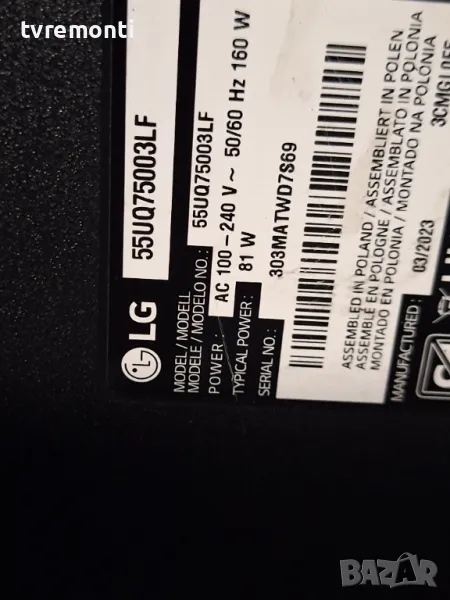 tvremonti
LG
55UQ75003LF
MODEL / MODELL
MODÈLE / MODELO NO.:
55UQ75003LF
POWER:
AC 100-240 V ~ 50/60 Hz 160 W
TYPICAL POWER:
81 W
SERIAL NO.:
303MATWD7S69
ASSEMBLED IN POLAND / ASSEMBLIERT IN POLEN
ASSEMBLÉ EN POLOGNE / ASSEMBLATO IN POLONIA
MONTADO EN POLONIA / MONTADO NA POLÓNIA
MANUFACTURED:
03/2023
BAZAR